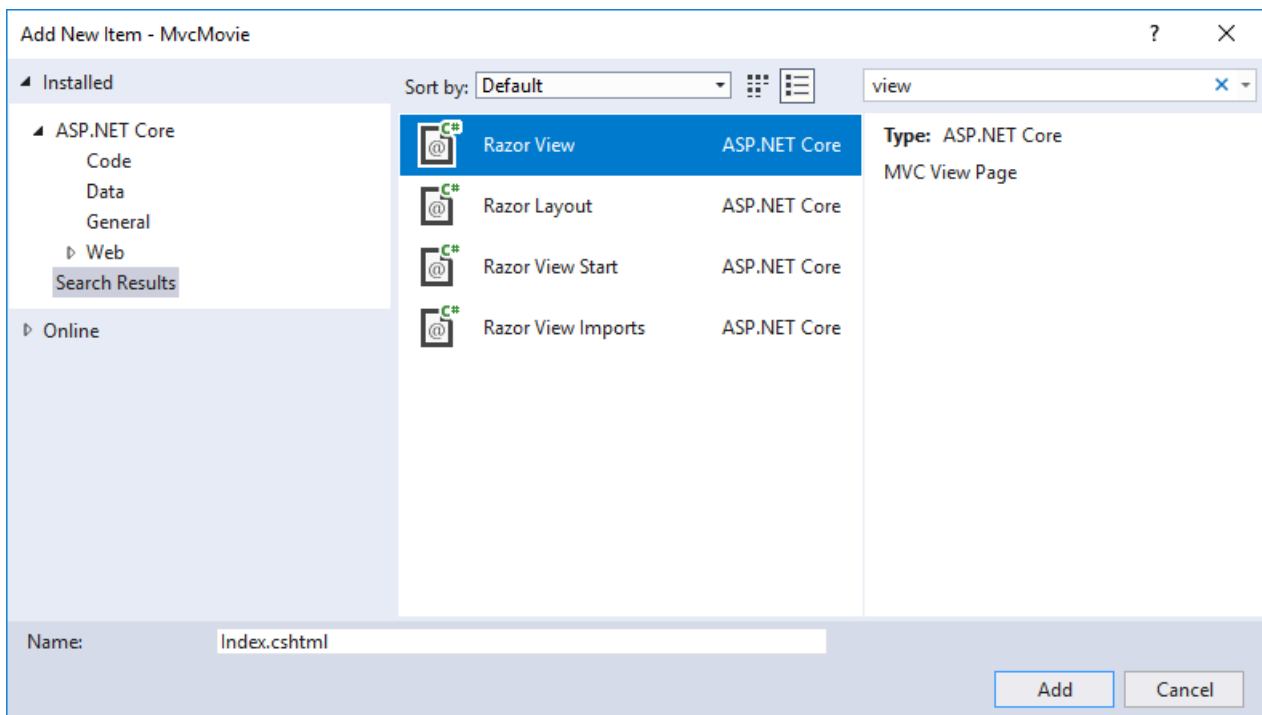 Add New Item - MvcMovie
?
Installed
Sort by: Default
view
ASP.NET Core
Code
Data
General
Web
Search Results
Online
C# @ Razor View ASP.NET Core
C# @ Razor Layout ASP.NET Core
C# @ Razor View Start ASP.NET Core
C# @ Razor View Imports ASP.NET Core
Type: ASP.NET Core
MVC View Page
Name: Index.cshtml
Add Cancel